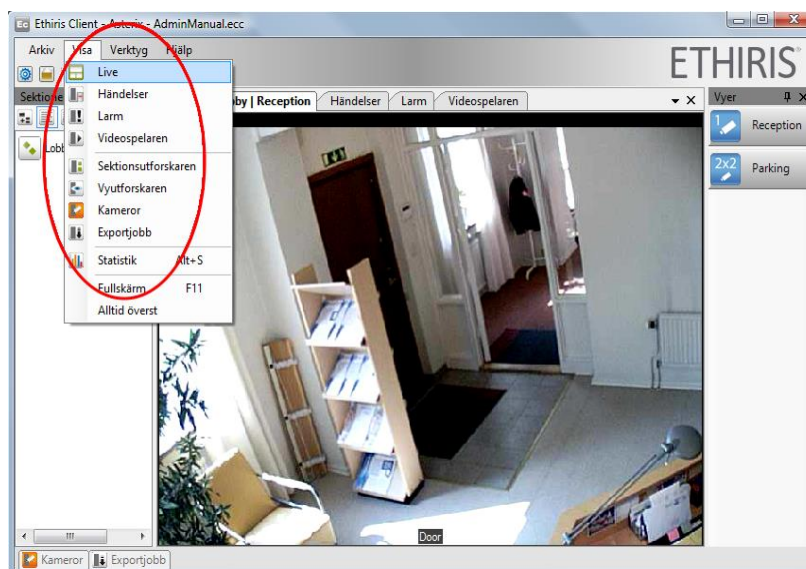 Ethiris Client - Asterix - AdminManual.ecc
Arkiv Visa Verktyg Hjälp
ETHIRIS
Live
Händelser
Larm
Videospelaren
Sektionsutforskaren
Vyutforskaren
Kameror
Exportjobb
Statistik Alt+S
Fullskärm F11
Alltid överst
Reception Händelser Larm Videospelaren
Vyer
1 Reception
2x2 Parking
Door
Kameror Exportjobb